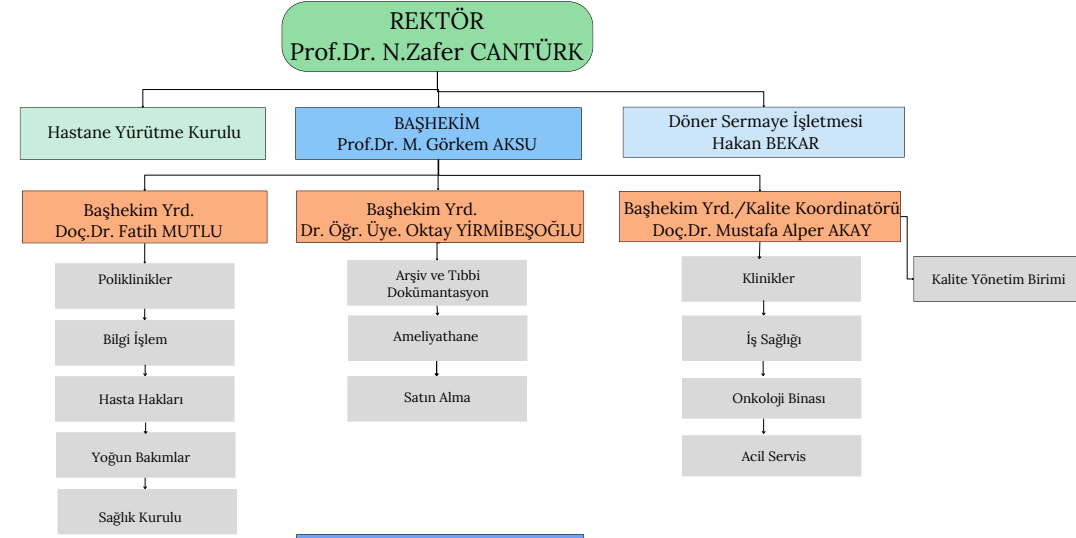 REKTÖR
Prof.Dr. N.Zafer CANTÜRK
Hastane Yürütme Kurulu
BAŞHEKİM
Prof.Dr. M. Görkem AKSU
Döner Sermaye İşletmesi
Hakan BEKAR
Başhekim Yrd.
Doç.Dr. Fatih MUTLU
Başhekim Yrd.
Dr. Öğr. Üye. Oktay YİRMİBEŞOĞLU
Başhekim Yrd./Kalite Koordinatörü
Doç.Dr. Mustafa Alper AKAY
Poliklinikler
Bilgi İşlem
Hasta Hakları
Yoğun Bakımlar
Sağlık Kurulu
Arşiv ve Tıbbi
Dokümantasyon
Ameliyathane
Satın Alma
Klinikler
İş Sağlığı
Onkoloji Binası
Acil Servis
Kalite Yönetim Birimi